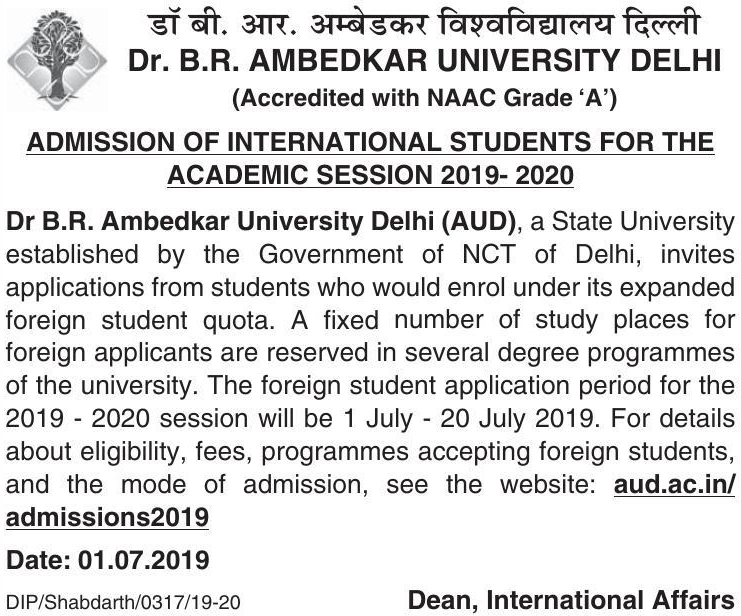 डॉ बी. आर. अम्बेडकर विश्वविद्यालय दिल्ली
Dr. B.R. AMBEDKAR UNIVERSITY DELHI
(Accredited with NAAC Grade ‘A’)
ADMISSION OF INTERNATIONAL STUDENTS FOR THE
ACADEMIC SESSION 2019- 2020
Dr B.R. Ambedkar University Delhi (AUD), a State University
established by the Government of NCT of Delhi, invites
applications from students who would enrol under its expanded
foreign student quota. A fixed number of study places for
foreign applicants are reserved in several degree programmes
of the university. The foreign student application period for the
2019 - 2020 session will be 1 July - 20 July 2019. For details
about eligibility, fees, programmes accepting foreign students,
and the mode of admission, see the website: aud.ac.in/
admissions2019
Date: 01.07.2019
DIP/Shabdarth/0317/19-20 Dean, International Affairs